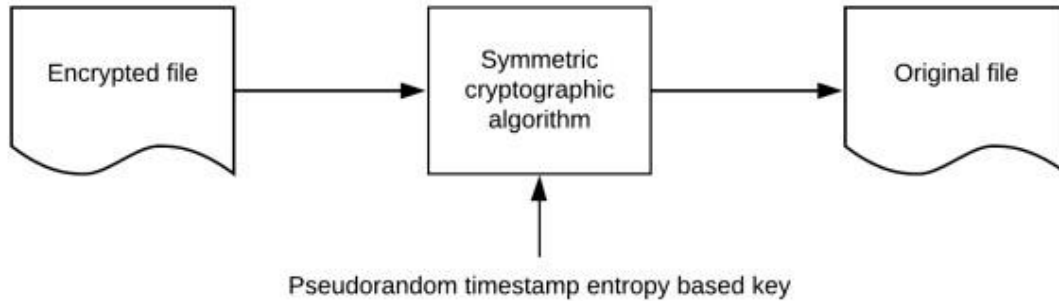 Encrypted file
Symmetric
cryptographic
algorithm
Original file
Pseudorandom timestamp entropy based key